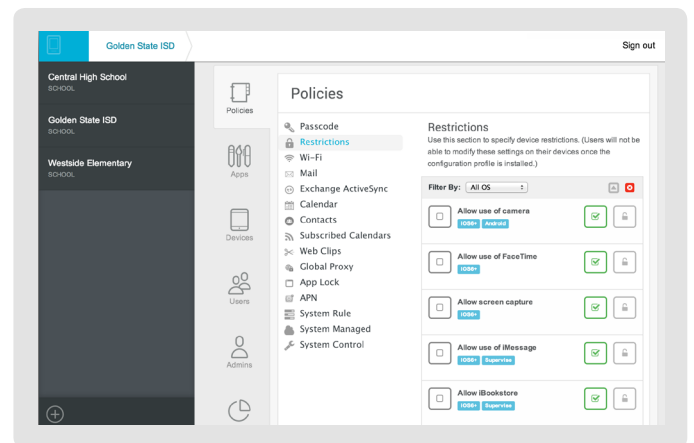 Golden State ISD
Sign out
Central High School
SCHOOL
Golden State ISD
SCHOOL
Westside Elementary
SCHOOL
Policies
Apps
Devices
Users
Admins
Policies
Passcode
Restrictions
Wi-Fi
Mail
Exchange ActiveSync
Calendar
Contacts
Subscribed Calendars
Web Clips
Global Proxy
App Lock
APN
System Rule
System Managed
System Control
Restrictions
Use this section to specify device restrictions. (Users will not be
able to modify these settings on their devices once the
configuration profile is installed.)
Filter By: All OS
Allow use of camera
IOS6+ Android
Allow use of FaceTime
IOS6+
Allow screen capture
IOS6+
Allow use of iMessage
IOS6+ Supervise
Allow iBookstore
IOS6+ Supervise